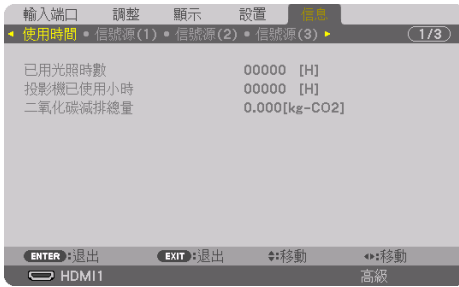 輸入端口 調整 顯示 設置 信息
使用時間 信號源(1) 信號源(2) 信號源(3) (1/3)
已用光照時數 00000 [H]
投影機已使用小時 00000 [H]
二氧化碳減排總量 0.000[kg-CO2]
ENTER:退出 EXIT:退出 :移動 :移動
HDMI1 高級